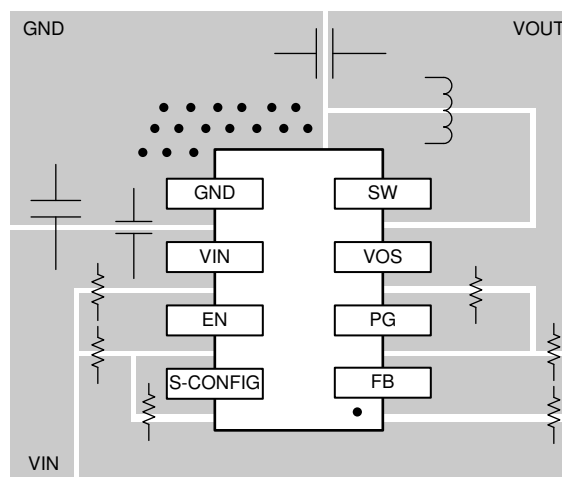 GND
VOUT
GND
SW
VIN
VOS
EN
PG
S-CONFIG
FB
VIN